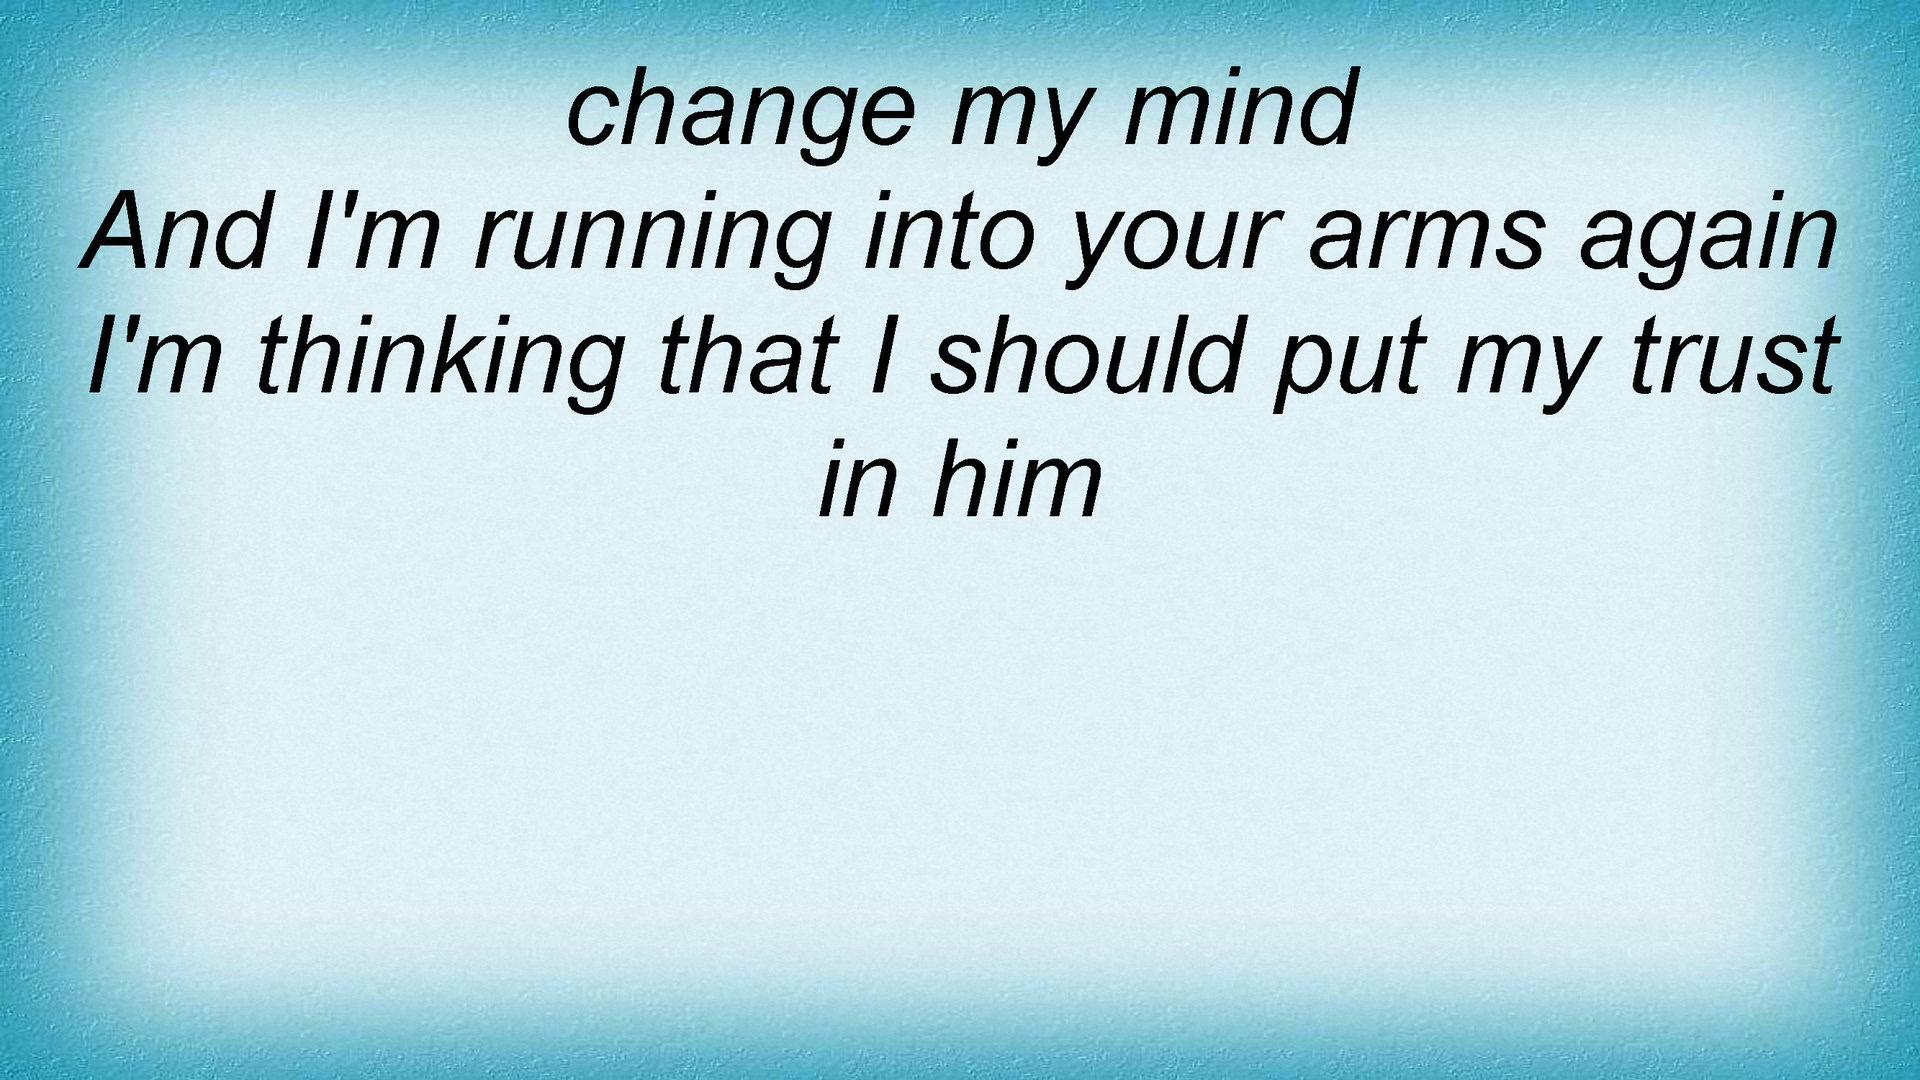 change my mind
And I'm running into your arms again
I'm thinking that I should put my trust
in him